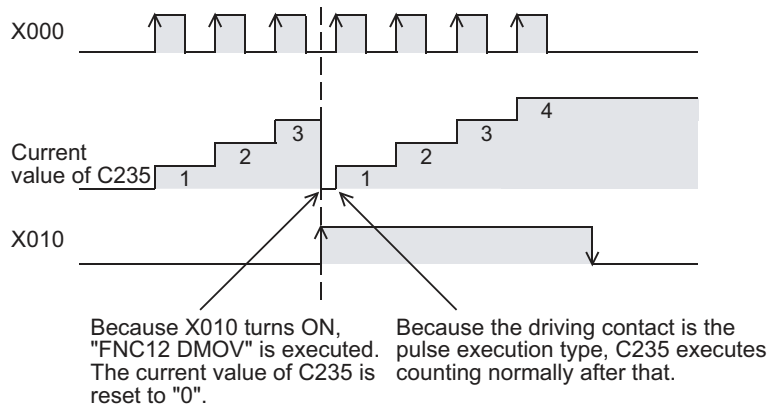 X000
1
2
3
1
2
3
4
Current
value of C235
X010
Because X010 turns ON,
"FNC12 DMOV" is executed.
The current value of C235 is
reset to "0".
Because the driving contact is the
pulse execution type, C235 executes
counting normally after that.